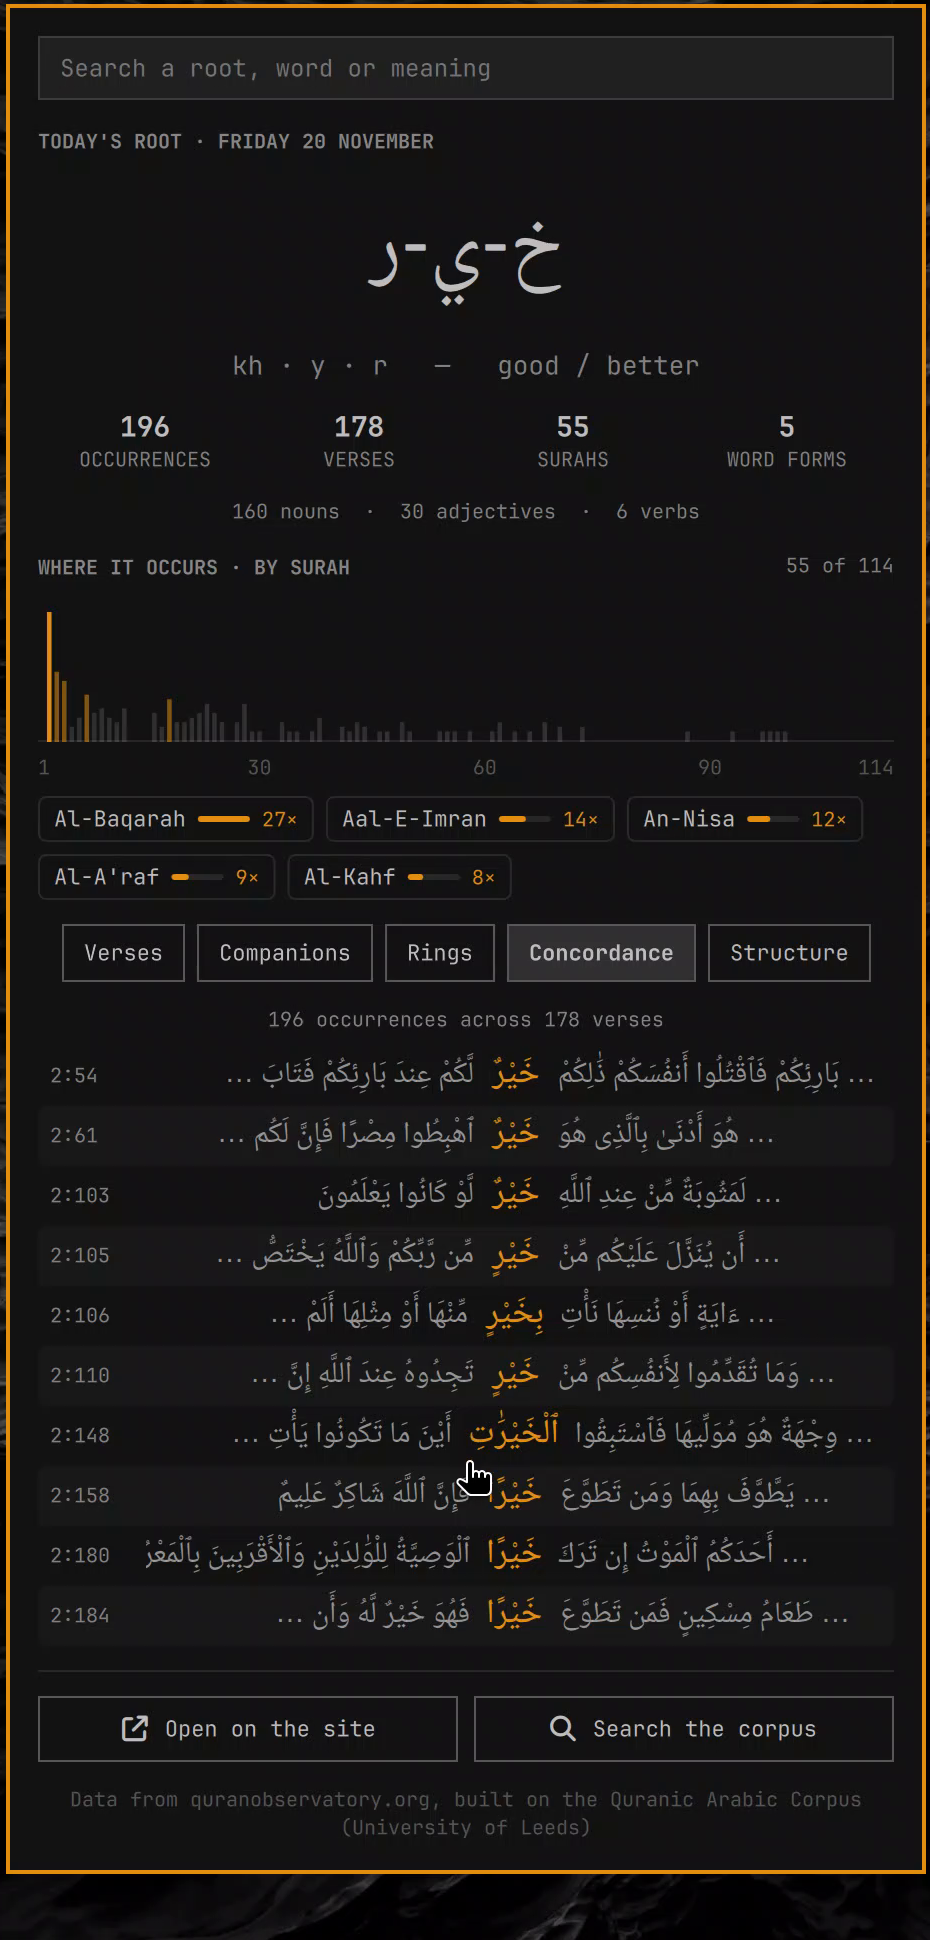 Search a root, word or meaning
TODAY'S ROOT · FRIDAY 20 NOVEMBER
خ-ي-ر
kh · y · r — good / better
196 178 55 5
OCCURRENCES VERSES SURAHS WORD FORMS
160 nouns · 30 adjectives · 6 verbs
WHERE IT OCCURS · BY SURAH 55 of 114
1 30 60 90 114
Al-Baqarah 27× Aal-E-Imran 14× An-Nisa 12×
Al-A'raf 9× Al-Kahf 8×
Verses Companions Rings Concordance Structure
196 occurrences across 178 verses
2:54 … بَارِئِكُمْ فَٱقْتُلُوا أَنفُسَكُمْ ذَٰلِكُمْ خَيْرٌ لَّكُمْ عِندَ بَارِئِكُمْ فَتَابَ …
2:61 … هُوَ أَدْنَىٰ بِٱلَّذِى هُوَ خَيْرٌ ٱهْبِطُوا مِصْرًا فَإِنَّ لَكُم …
2:103 … لَمَثُوبَةٌ مِّنْ عِندِ ٱللَّهِ خَيْرٌ لَّوْ كَانُوا يَعْلَمُونَ
2:105 … أَن يُنَزَّلَ عَلَيْكُم مِّنْ خَيْرٍ مِّن رَّبِّكُمْ وَٱللَّهُ يَخْتَصُّ …
2:106 … ءَايَةٍ أَوْ نُنسِهَا نَأْتِ بِخَيْرٍ مِّنْهَا أَوْ مِثْلِهَا أَلَمْ …
2:110 … وَمَا تُقَدِّمُوا لِأَنفُسِكُم مِّنْ خَيْرٍ تَجِدُوهُ عِندَ ٱللَّهِ إِنَّ …
2:148 … وِجْهَةٌ هُوَ مُوَلِّيهَا فَٱسْتَبِقُوا ٱلْخَيْرَٰتِ أَيْنَ مَا تَكُونُوا يَأْتِ …
2:158 … يَطَّوَّفَ بِهِمَا وَمَن تَطَوَّعَ خَيْرًا فَإِنَّ ٱللَّهَ شَاكِرٌ عَلِيمٌ
2:180 … أَحَدَكُمُ ٱلْمَوْتُ إِن تَرَكَ خَيْرًا ٱلْوَصِيَّةُ لِلْوَٰلِدَيْنِ وَٱلْأَقْرَبِينَ بِٱلْمَعْرُ
2:184 … طَعَامُ مِسْكِينٍ فَمَن تَطَوَّعَ خَيْرًا فَهُوَ خَيْرٌ لَّهُ وَأَن …
Open on the site Search the corpus
Data from quranobservatory.org, built on the Quranic Arabic Corpus
(University of Leeds)